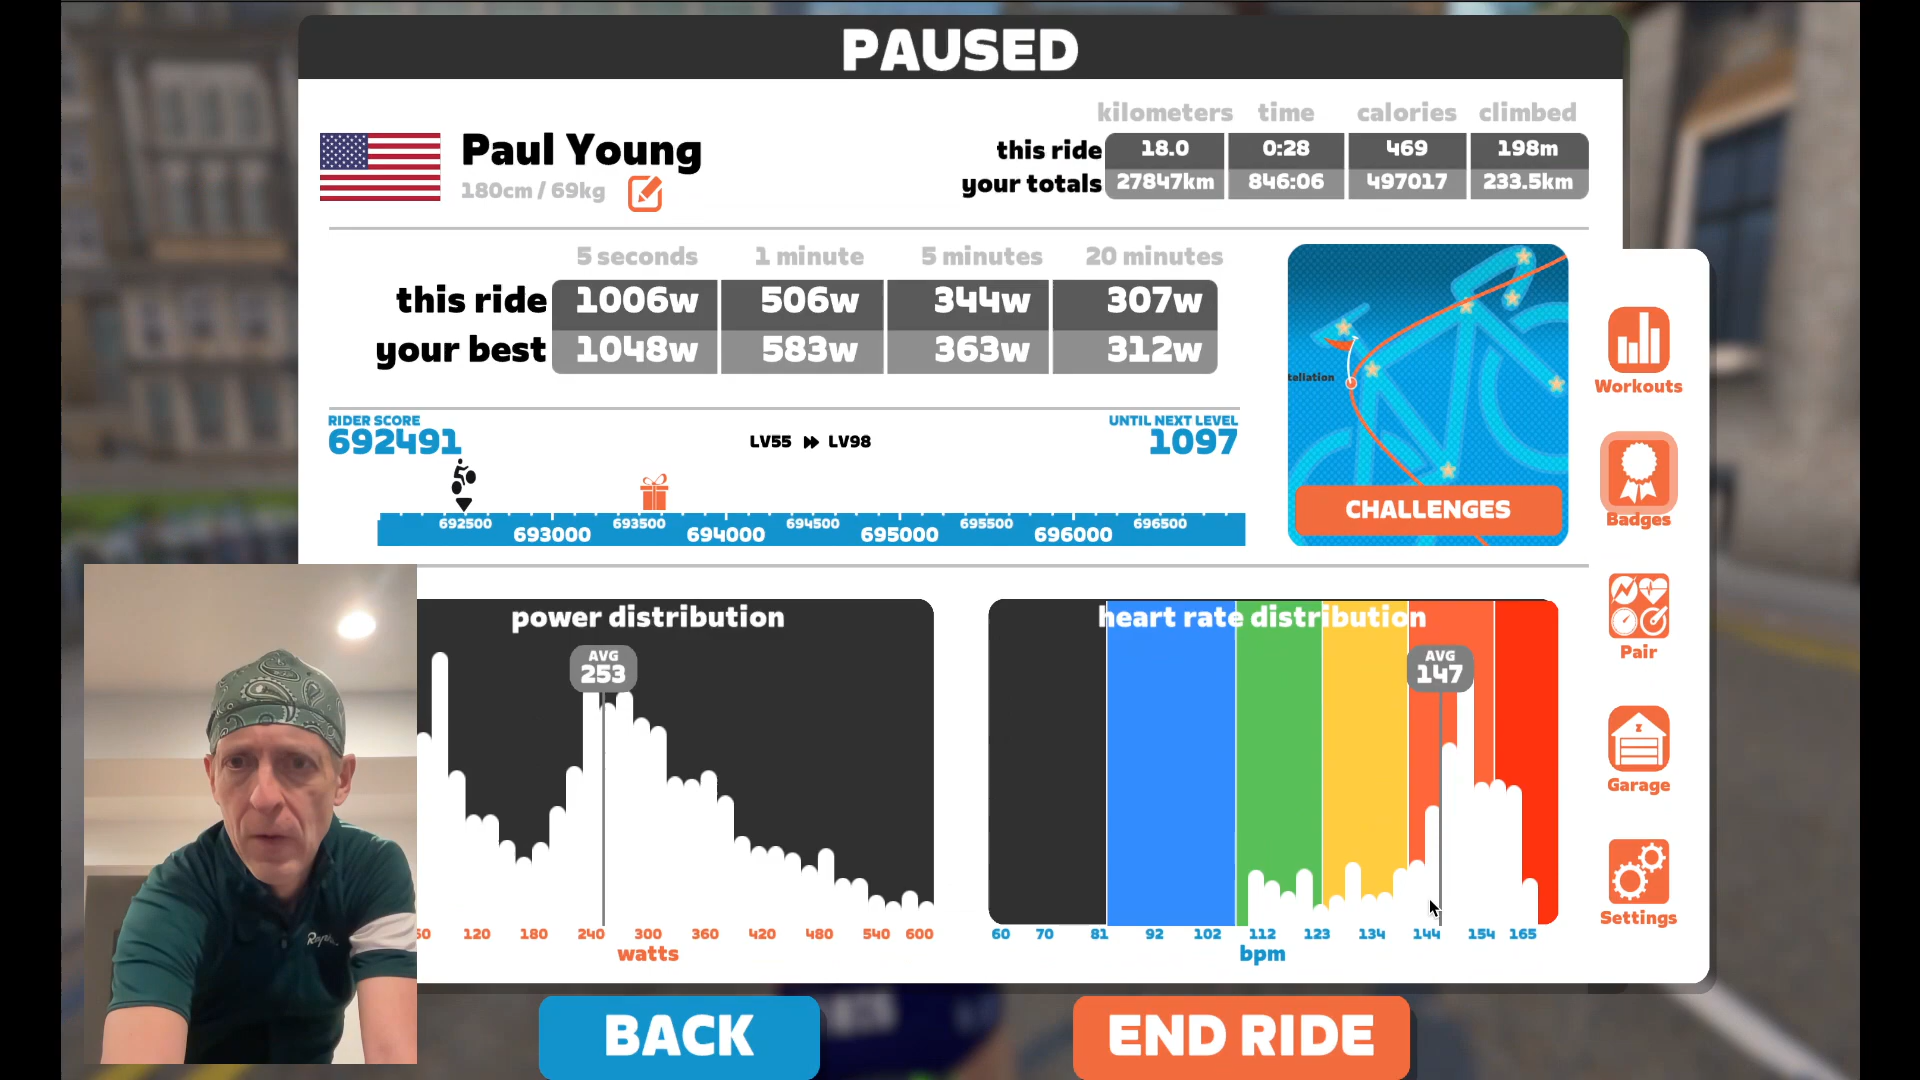 PAUSED
kilometers time calories climbed
Paul Young
180cm / 69kg
this ride 18.0 0:28 469 198m
your totals 27847km 846:06 497017 233.5km
5 seconds 1 minute 5 minutes 20 minutes
this ride 1006w 506w 344w 307w
your best 1048w 583w 363w 312w
RIDER SCORE
692491
LV55 LV98
UNTIL NEXT LEVEL
1097
692500 693500 694500 695500 696500
693000 694000 695000 696000
tellation
CHALLENGES
Workouts
Badges
Pair
Garage
Settings
power distribution
AVG
253
120 180 240 300 360 420 480 540 600
watts
heart rate distribution
AVG
147
60 70 81 92 102 112 123 134 144 154 165
bpm
BACK
END RIDE